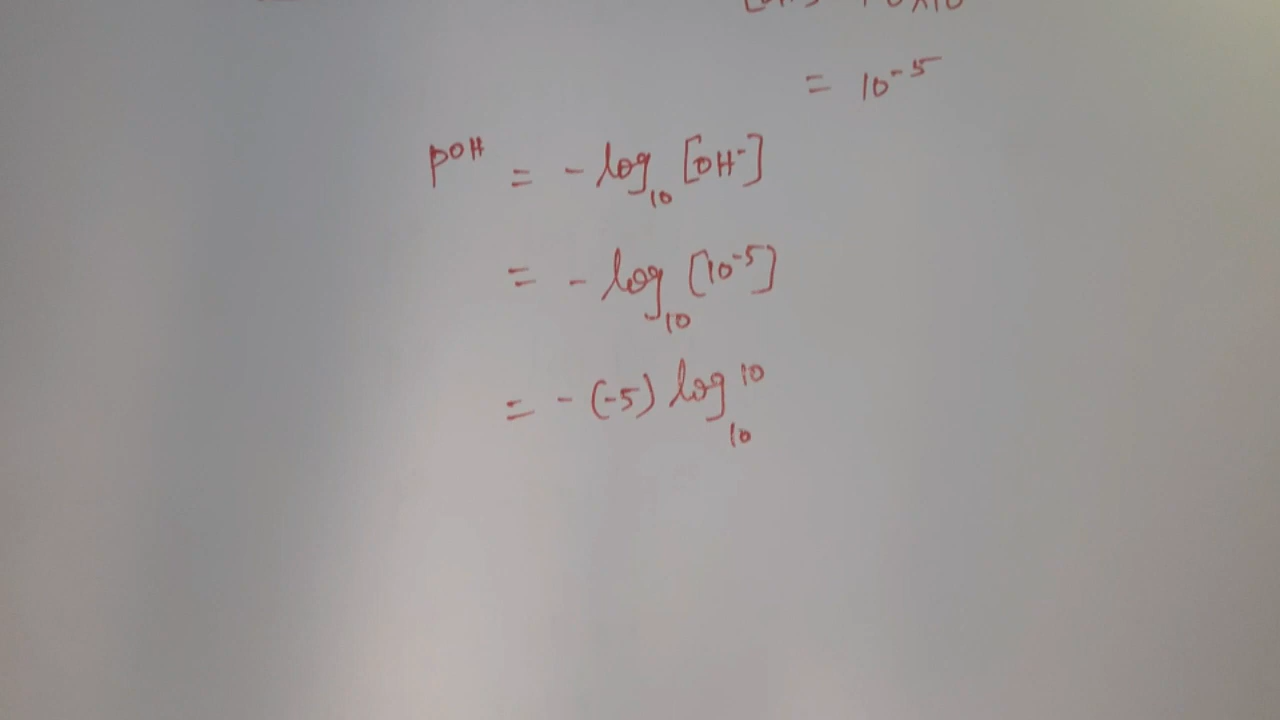 = 10⁻⁵
pOH = - log₁₀ [OH⁻]
= - log₁₀ [10⁻⁵]
= - (-5) log₁₀ 10